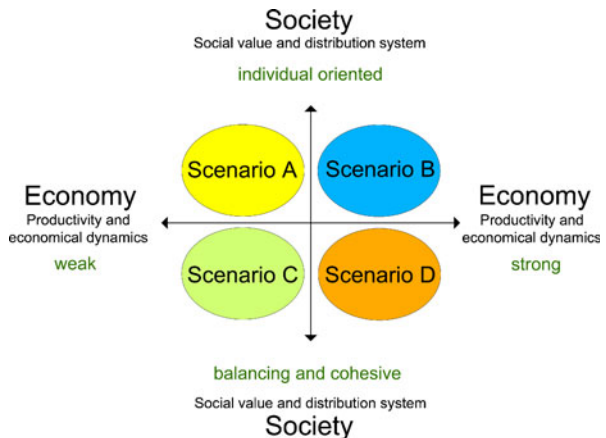 Society
Social value and distribution system
individual oriented
Scenario A
Scenario B
Economy
Productivity and
economical dynamics
weak
Economy
Productivity and
economical dynamics
strong
Scenario C
Scenario D
balancing and cohesive
Social value and distribution system
Society